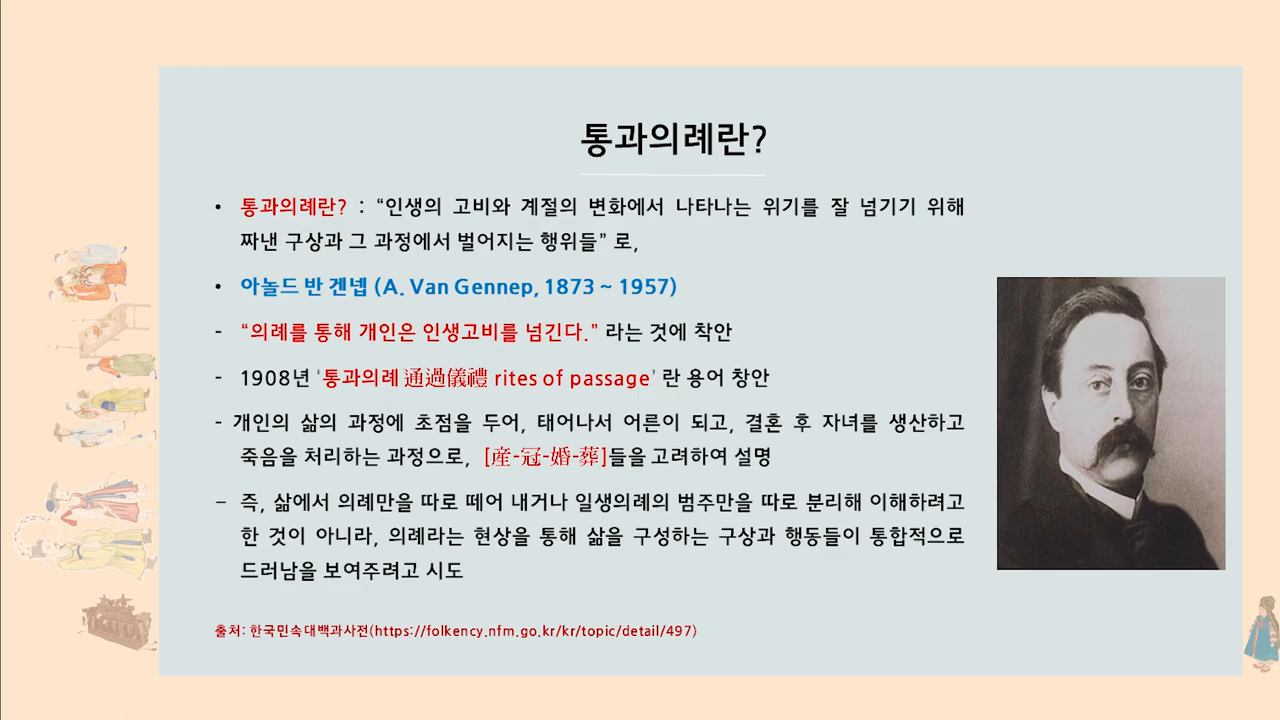 통과의례란?
• 통과의례란? : “인생의 고비와 계절의 변화에서 나타나는 위기를 잘 넘기기 위해
짜낸 구상과 그 과정에서 벌어지는 행위들” 로,
• 아놀드 반 겐넵 (A. Van Gennep, 1873 ~ 1957)
- “의례를 통해 개인은 인생고비를 넘긴다.” 라는 것에 착안
- 1908년 ‘통과의례 通過儀禮 rites of passage’ 란 용어 창안
- 개인의 삶의 과정에 초점을 두어, 태어나서 어른이 되고, 결혼 후 자녀를 생산하고
죽음을 처리하는 과정으로, [産-冠-婚-葬]들을 고려하여 설명
– 즉, 삶에서 의례만을 따로 떼어 내거나 일생의례의 범주만을 따로 분리해 이해하려고
한 것이 아니라, 의례라는 현상을 통해 삶을 구성하는 구상과 행동들이 통합적으로
드러남을 보여주려고 시도
출처: 한국민속대백과사전(https://folkency.nfm.go.kr/kr/topic/detail/497)